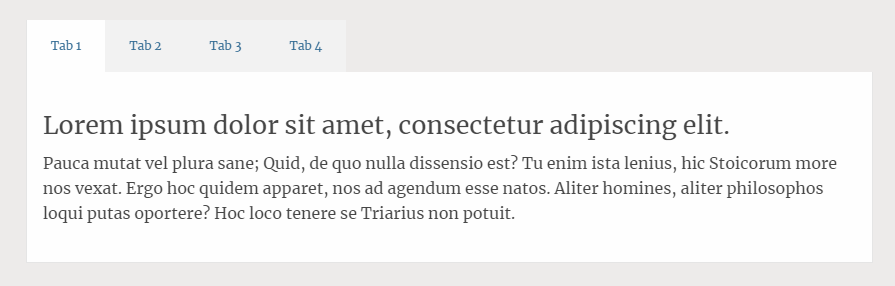 Tab 1 Tab 2 Tab 3 Tab 4
Lorem ipsum dolor sit amet, consectetur adipiscing elit.
Pauca mutat vel plura sane; Quid, de quo nulla dissensio est? Tu enim ista lenius, hic Stoicorum more
nos vexat. Ergo hoc quidem apparet, nos ad agendum esse natos. Aliter homines, aliter philosophos
loqui putas oportere? Hoc loco tenere se Triarius non potuit.